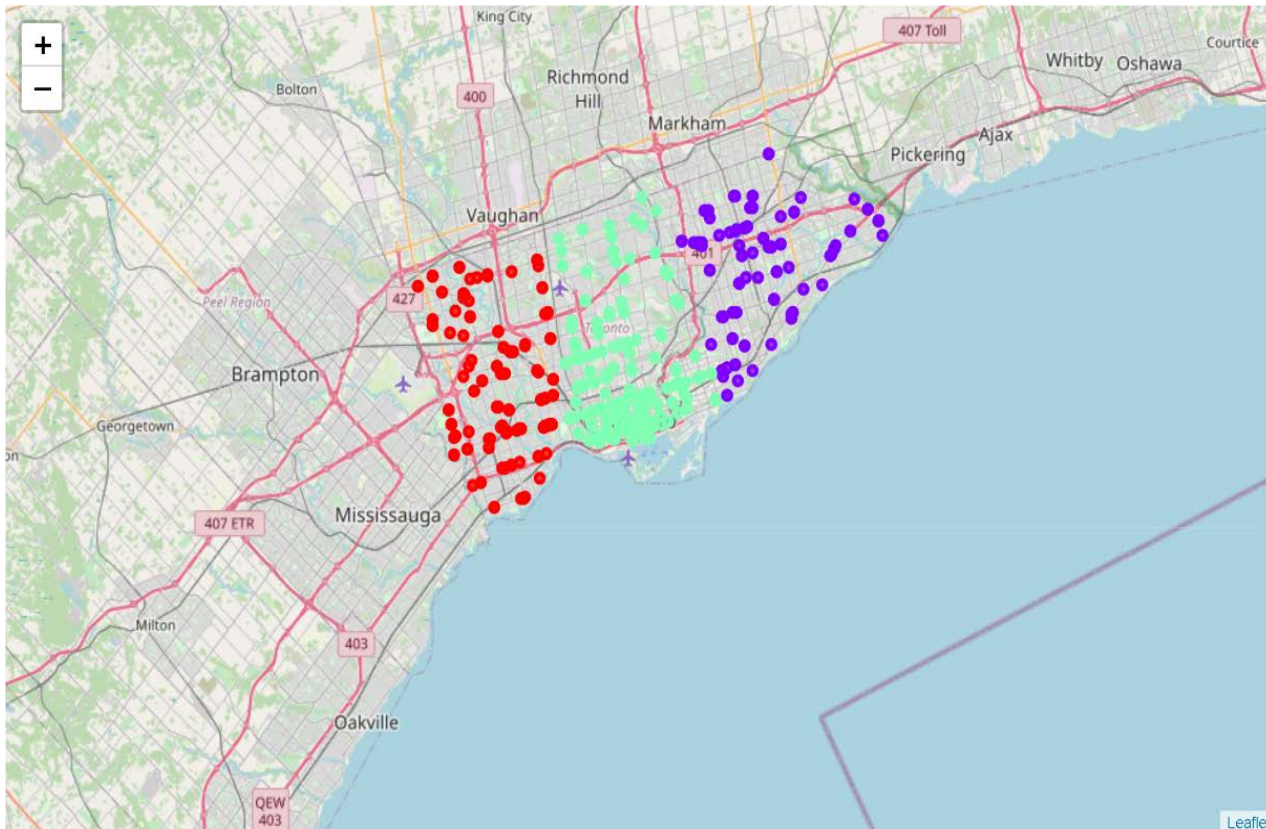 +
−
King City
407 Toll
Courtice
Whitby
Oshawa
Bolton
400
Richmond
Hill
Markham
Ajax
Pickering
Vaughan
401
427
Peel Region
Toronto
Brampton
Georgetown
on
407 ETR
Mississauga
Milton
403
Oakville
QEW
403
Leafle